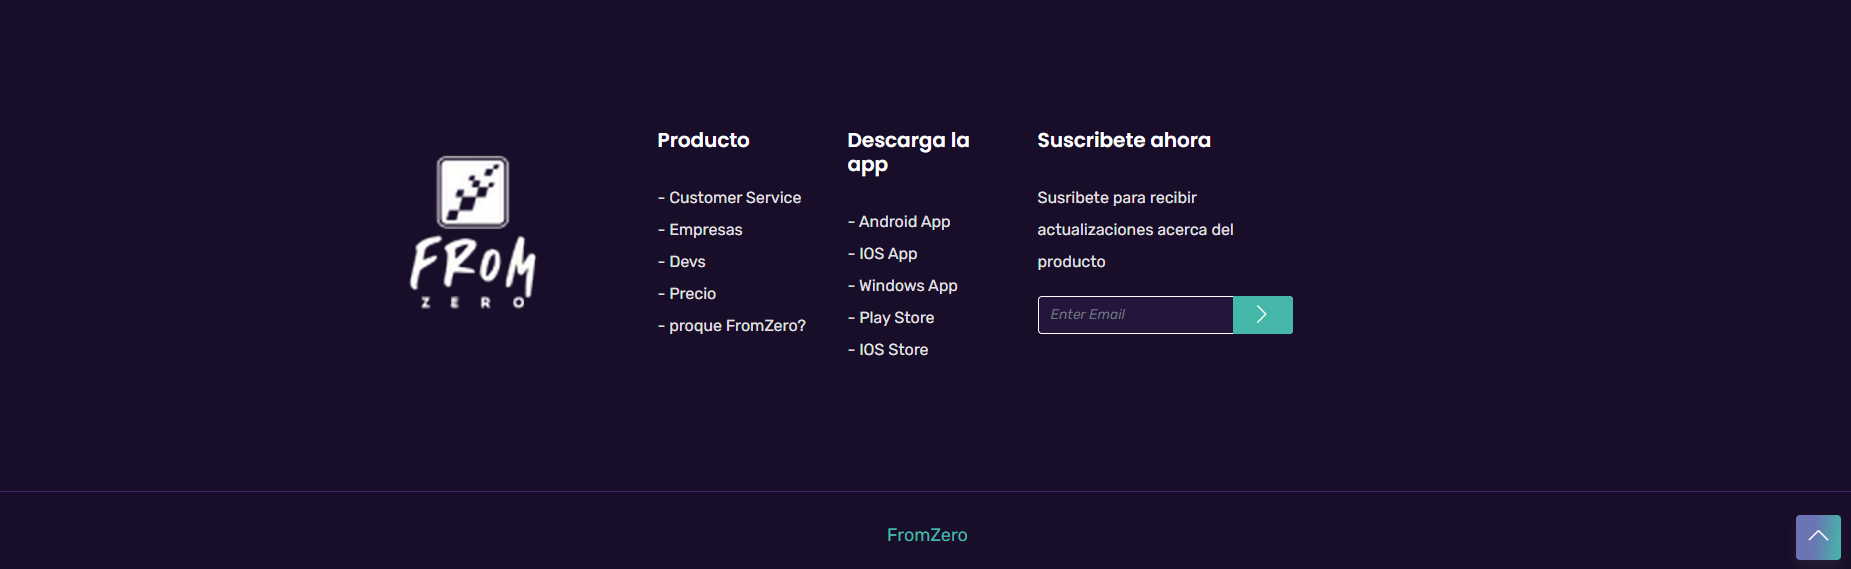 FROM
ZERO
Producto
- Customer Service
- Empresas
- Devs
- Precio
- proque FromZero?
Descarga la
app
- Android App
- IOS App
- Windows App
- Play Store
- IOS Store
Suscribete ahora
Susribete para recibir
actualizaciones acerca del
producto
Enter Email
FromZero